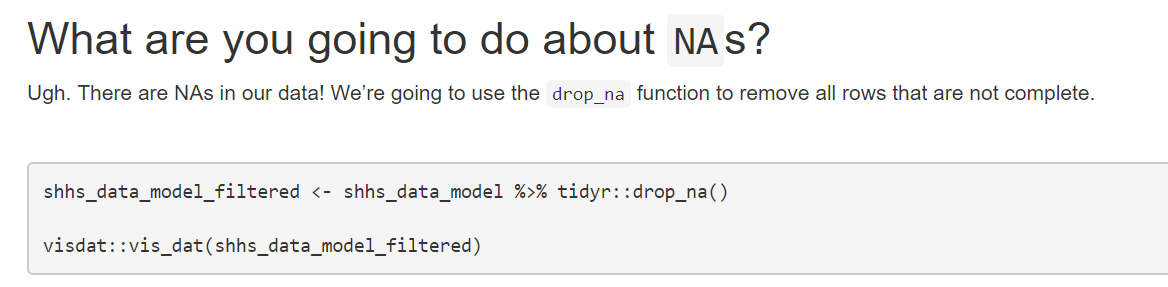 What are you going to do about NAs?
Ugh. There are NAs in our data! We’re going to use the drop_na function to remove all rows that are not complete.
shhs_data_model_filtered <- shhs_data_model %>% tidyr::drop_na()
visdat::vis_dat(shhs_data_model_filtered)